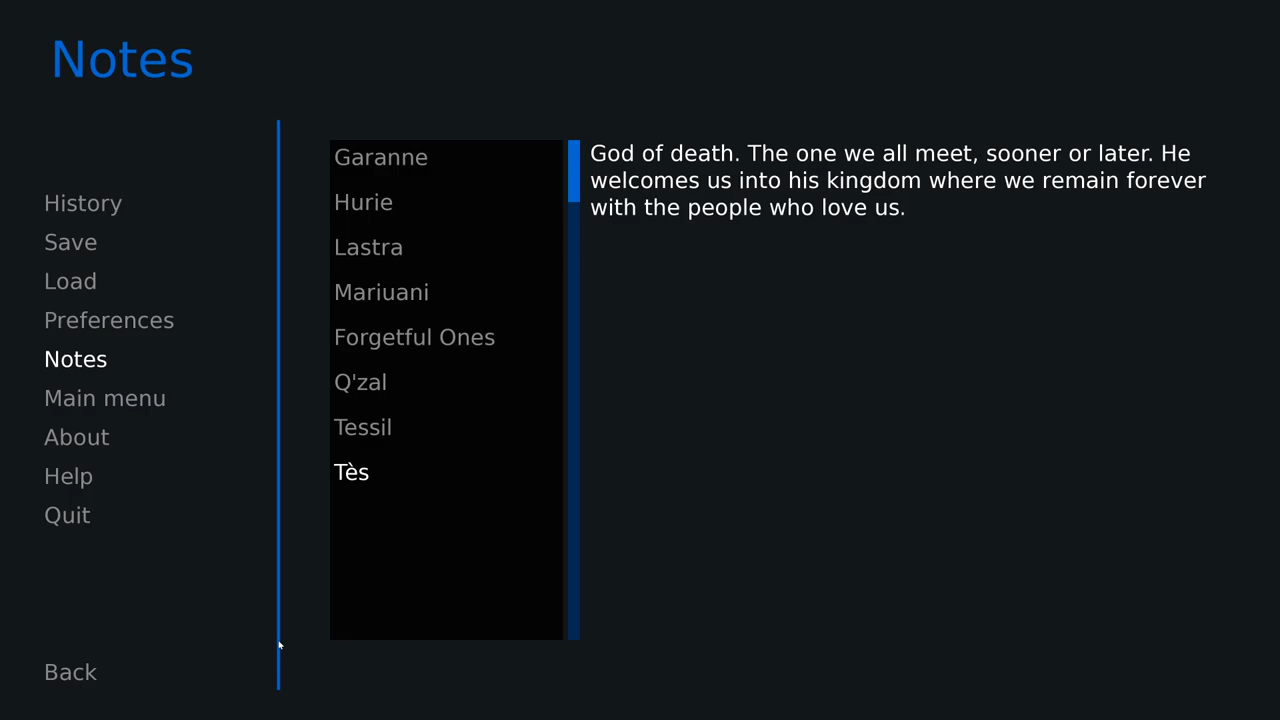 Notes
History
Save
Load
Preferences
Notes
Main menu
About
Help
Quit
Back
Garanne
Hurie
Lastra
Mariuani
Forgetful Ones
Q'zal
Tessil
Tès
God of death. The one we all meet, sooner or later. He
welcomes us into his kingdom where we remain forever
with the people who love us.